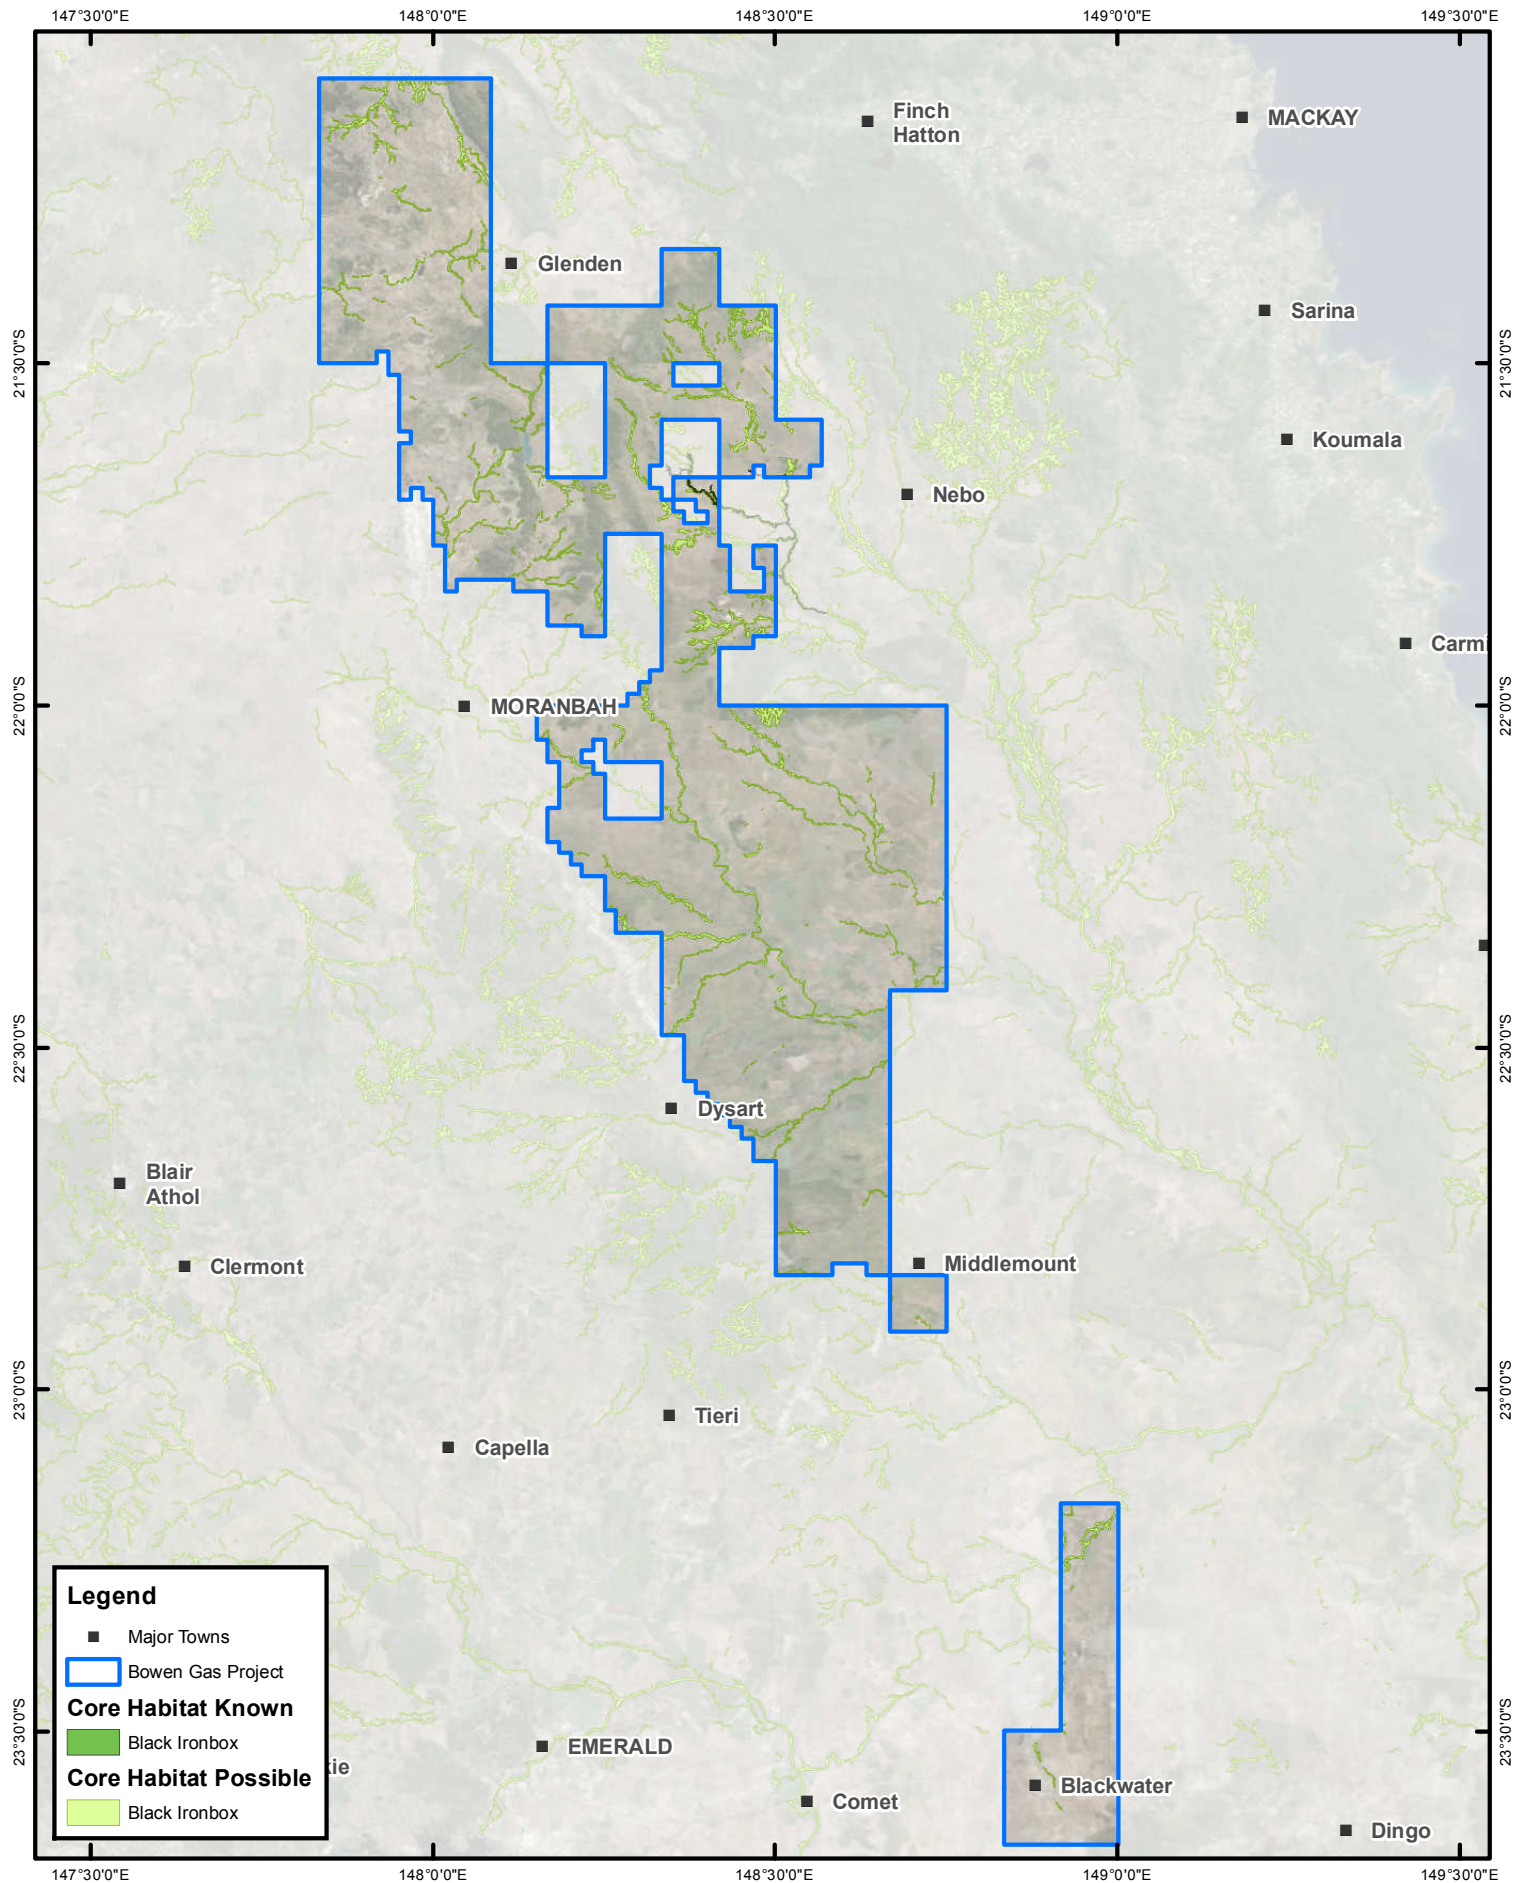 147°30'0"E
148°0'0"E
148°30'0"E
149°0'0"E
149°30'0"E
Finch
Hatton
MACKAY
Glenden
Sarina
21°30'0"S
21°30'0"S
Koumala
Nebo
Carmi
22°0'0"S
MORANBAH
22°0'0"S
22°30'0"S
22°30'0"S
Dysart
Blair
Athol
Clermont
Middlemount
23°0'0"S
23°0'0"S
Tieri
Capella
Legend
Major Towns
Bowen Gas Project
Core Habitat Known
Black Ironbox
Core Habitat Possible
Black Ironbox
23°30'0"S
23°30'0"S
EMERALD
kie
Blackwater
Comet
Dingo
147°30'0"E
148°0'0"E
148°30'0"E
149°0'0"E
149°30'0"E